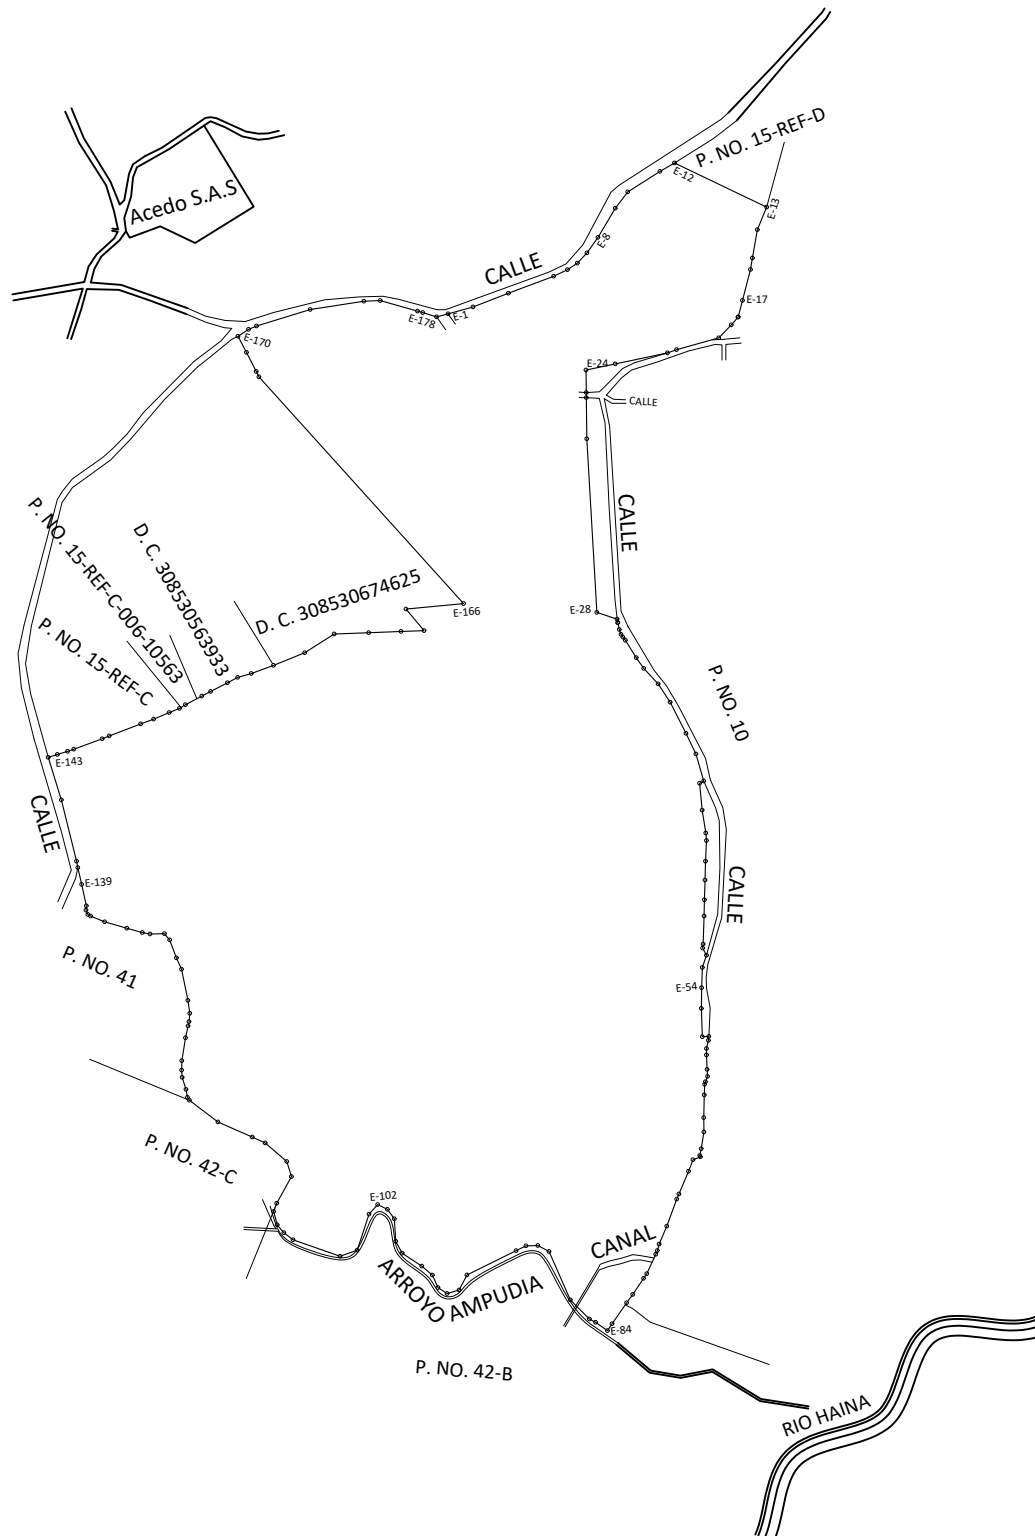 P. NO. 15-REF-D
E-12
Acedo S.A.S
E-13
E-8
CALLE
E-17
E-178
E-1
E-170
E-24
CALLE
CALLE
P. NO. 15-REF-C-006-10563
D. C. 308530563933
D. C. 308530674625
E-166
E-28
P. NO. 15-REF-C
P. NO. 10
E-143
CALLE
E-139
CALLE
P. NO. 41
E-54
P. NO. 42-C
E-102
CANAL
ARROYO AMPUDIA
E-84
P. NO. 42-B
RIO HAINA